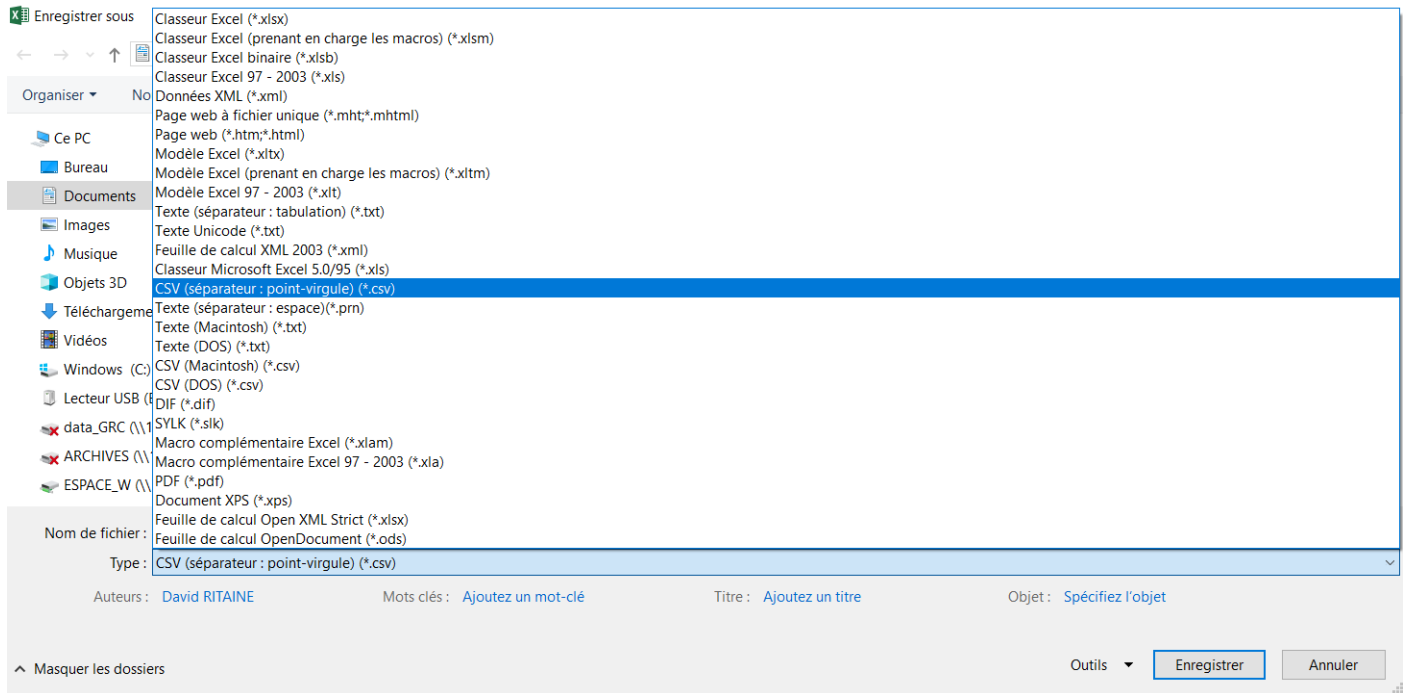 Enregistrer sous
Organiser
No
Ce PC
Bureau
Documents
Images
Musique
Objets 3D
Téléchargeme
Vidéos
Windows (C:)
Lecteur USB (E
data_GRC (\\1
ARCHIVES (\\
ESPACE_W (\\
Classeur Excel (*.xlsx)
Classeur Excel (prenant en charge les macros) (*.xlsm)
Classeur Excel binaire (*.xlsb)
Classeur Excel 97 - 2003 (*.xls)
Données XML (*.xml)
Page web à fichier unique (*.mht;*.mhtml)
Page web (*.htm;*.html)
Modèle Excel (*.xltx)
Modèle Excel (prenant en charge les macros) (*.xltm)
Modèle Excel 97 - 2003 (*.xlt)
Texte (séparateur : tabulation) (*.txt)
Texte Unicode (*.txt)
Feuille de calcul XML 2003 (*.xml)
Classeur Microsoft Excel 5.0/95 (*.xls)
CSV (séparateur : point-virgule) (*.csv)
Texte (séparateur : espace)(*.prn)
Texte (Macintosh) (*.txt)
Texte (DOS) (*.txt)
CSV (Macintosh) (*.csv)
CSV (DOS) (*.csv)
DIF (*.dif)
SYLK (*.slk)
Macro complémentaire Excel (*.xlam)
Macro complémentaire Excel 97 - 2003 (*.xla)
PDF (*.pdf)
Document XPS (*.xps)
Feuille de calcul Open XML Strict (*.xlsx)
Feuille de calcul OpenDocument (*.ods)
Nom de fichier :
Type : CSV (séparateur : point-virgule) (*.csv)
Auteurs : David RITAINE Mots clés : Ajoutez un mot-clé Titre : Ajoutez un titre Objet : Spécifiez l'objet
Masquer les dossiers Outils Enregistrer Annuler